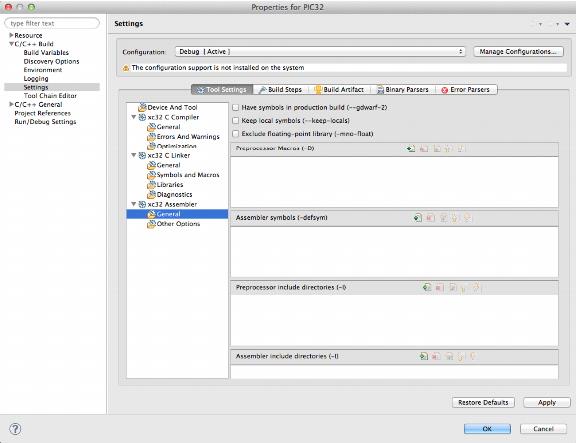 Properties for PIC32
type filter text
Settings
Resource
C/C++ Build
Build Variables
Discovery Options
Environment
Logging
Settings
Tool Chain Editor
C/C++ General
Project References
Run/Debug Settings
Configuration: Debug [ Active ] Manage Configurations...
The configuration support is not installed on the system
Tool Settings Build Steps Build Artifact Binary Parsers Error Parsers
Device And Tool
xc32 C Compiler
General
Errors And Warnings
Optimization
xc32 C Linker
General
Symbols and Macros
Libraries
Diagnostics
xc32 Assembler
General
Other Options
Have symbols in production build (--gdwarf-2)
Keep local symbols (--keep-locals)
Exclude floating-point library (-mno-float)
Preprocessor Macros (-D)
Assembler symbols (-defsym)
Preprocessor include directories (-I)
Assembler include directories (-I)
Restore Defaults Apply
? OK Cancel